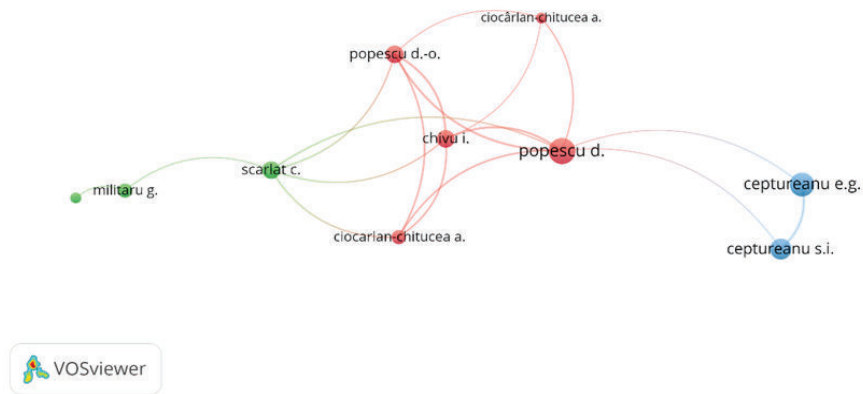 ciocârlan-chitucea a.
popescu d.-o.
chivu i.
popescu d.
scarlat c.
militaru g.
ceptureanu e.g.
ciocarlan-chitucea a.
ceptureanu s.i.
VOSviewer